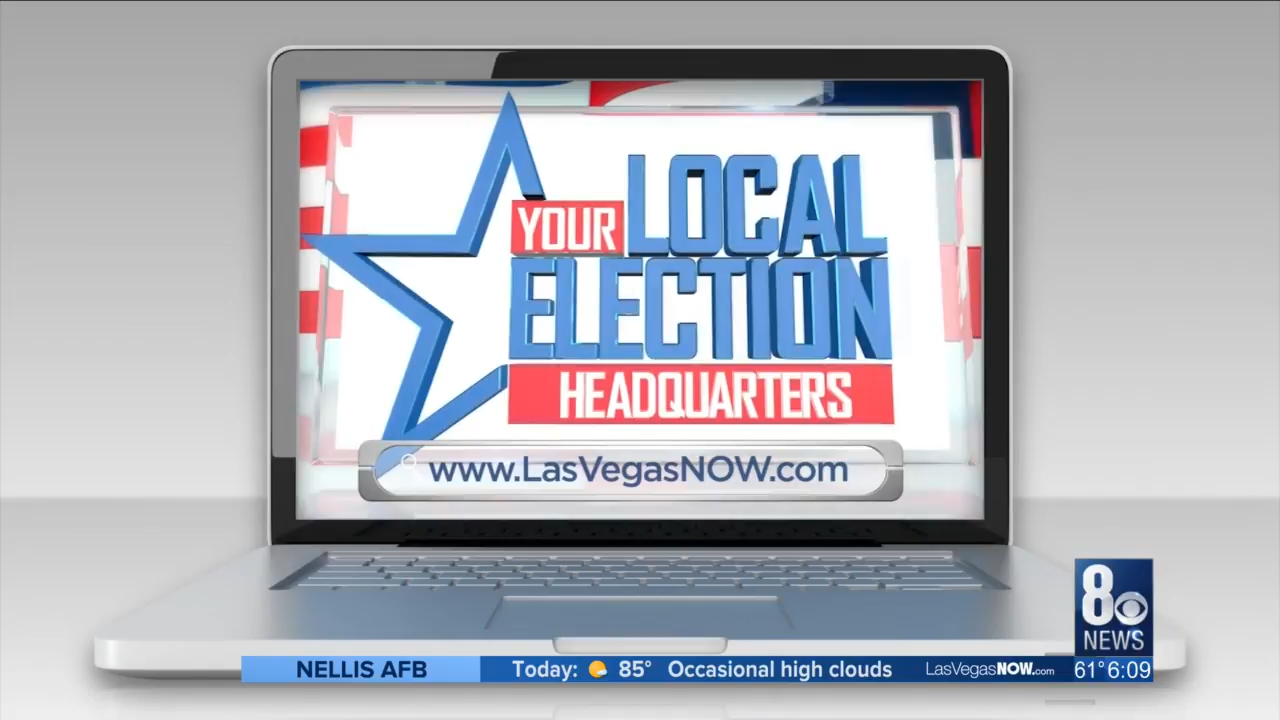 YOUR LOCAL
ELECTION
HEADQUARTERS
www.LasVegasNOW.com
8
NEWS
NELLIS AFB
Today: 85° Occasional high clouds
LasVegasNOW.com
61° 6:09